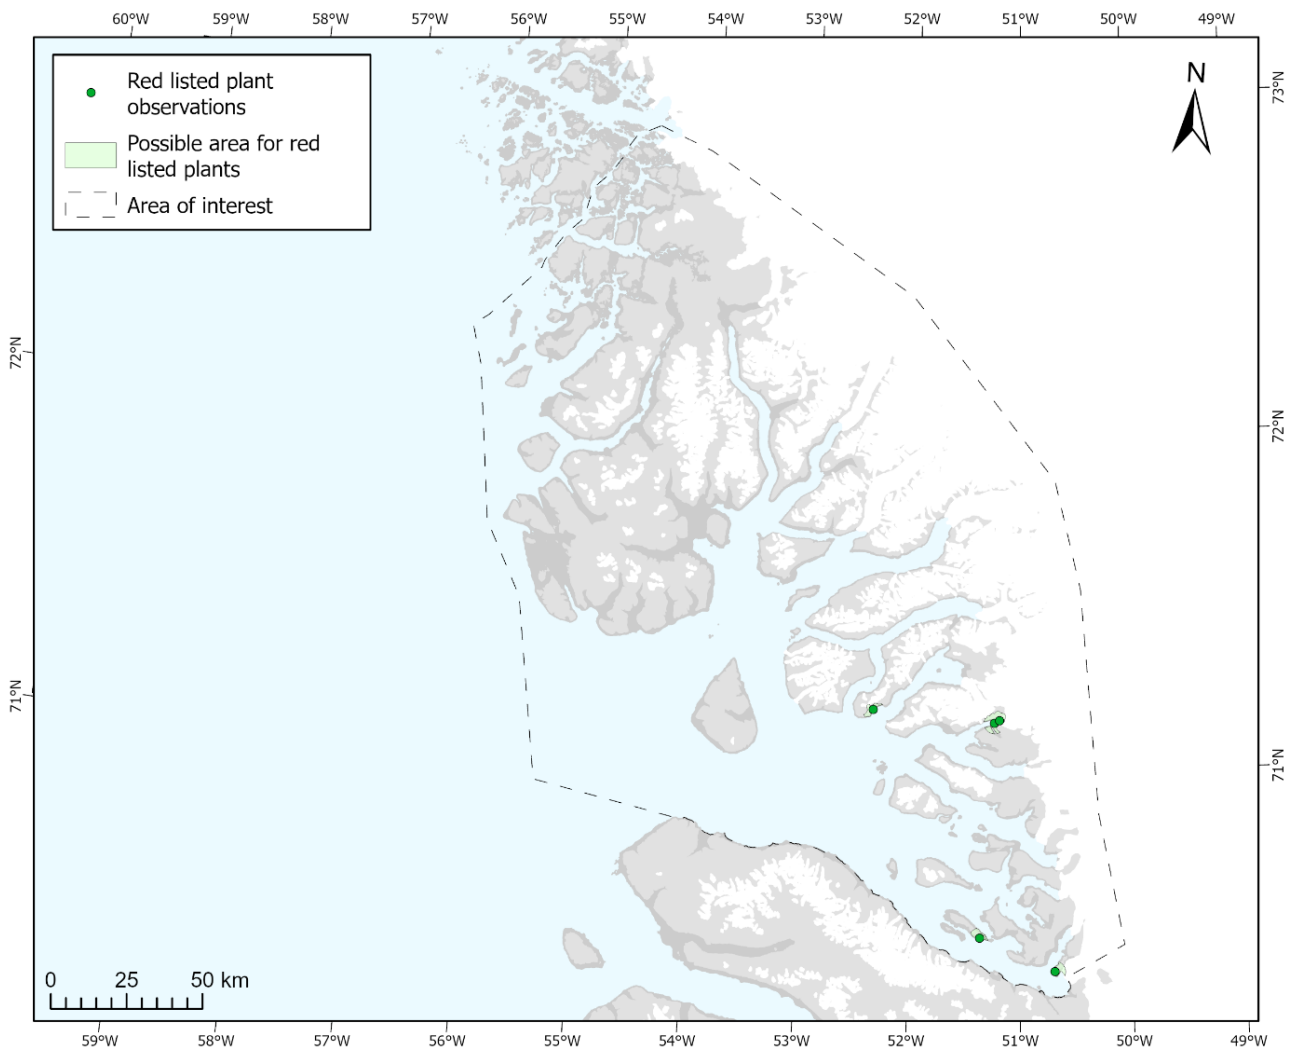 60°W 59°W 58°W 57°W 56°W 55°W 54°W 53°W 52°W 51°W 50°W 49°W
Red listed plant
observations
Possible area for red
listed plants
Area of interest
N
73°N
72°N
72°N
71°N
71°N
0 25 50 km
59°W 58°W 57°W 56°W 55°W 54°W 53°W 52°W 51°W 50°W 49°W